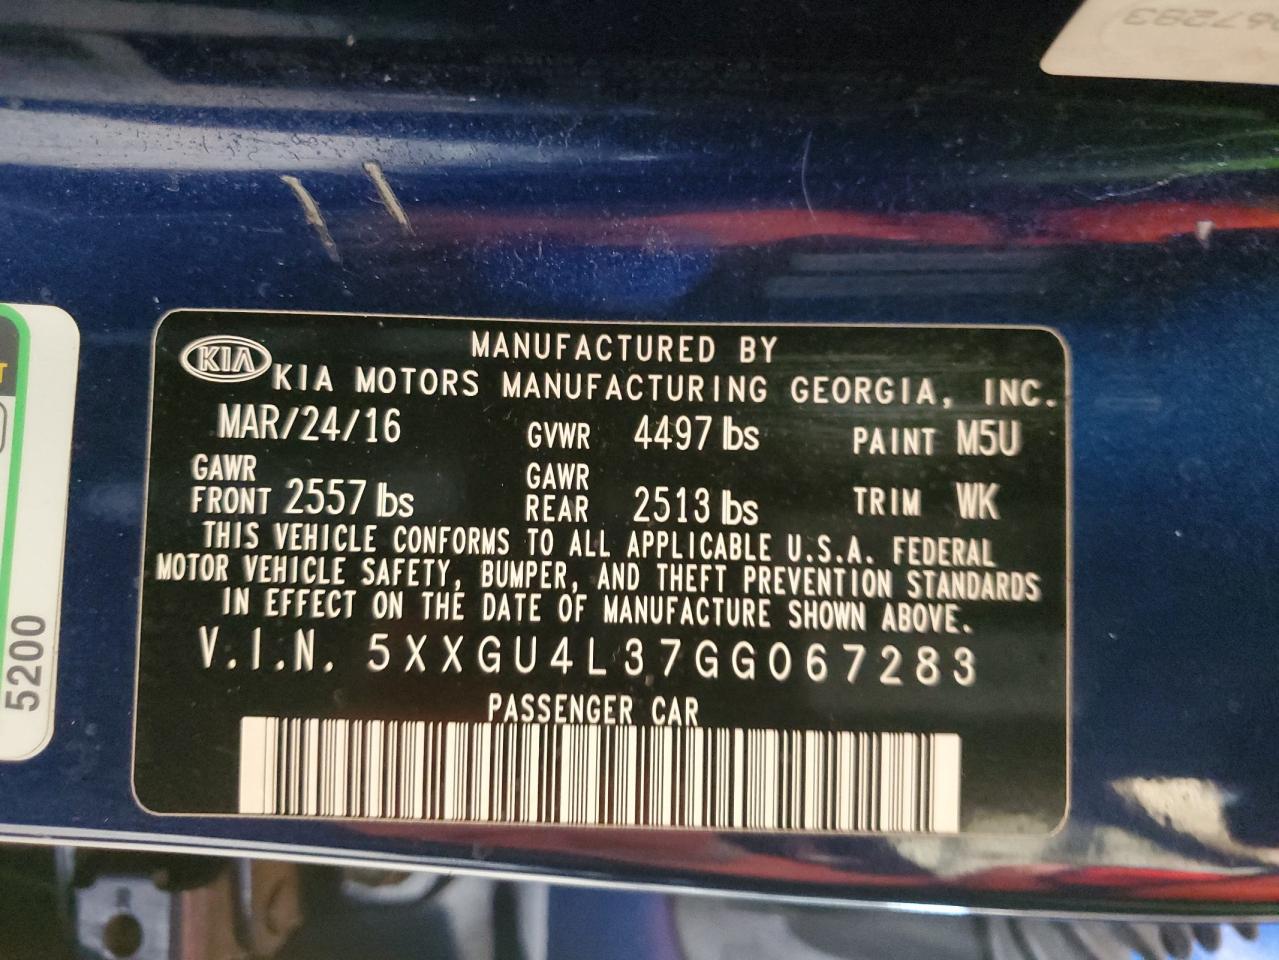 67283
MANUFACTURED BY
KIA KIA MOTORS MANUFACTURING GEORGIA, INC.
MAR/24/16 GVWR 4497 lbs PAINT M5U
GAWR FRONT 2557 lbs GAWR REAR 2513 lbs TRIM WK
THIS VEHICLE CONFORMS TO ALL APPLICABLE U.S.A. FEDERAL
MOTOR VEHICLE SAFETY, BUMPER, AND THEFT PREVENTION STANDARDS
IN EFFECT ON THE DATE OF MANUFACTURE SHOWN ABOVE.
V.I.N. 5XXGU4L37GG067283
PASSENGER CAR
5200